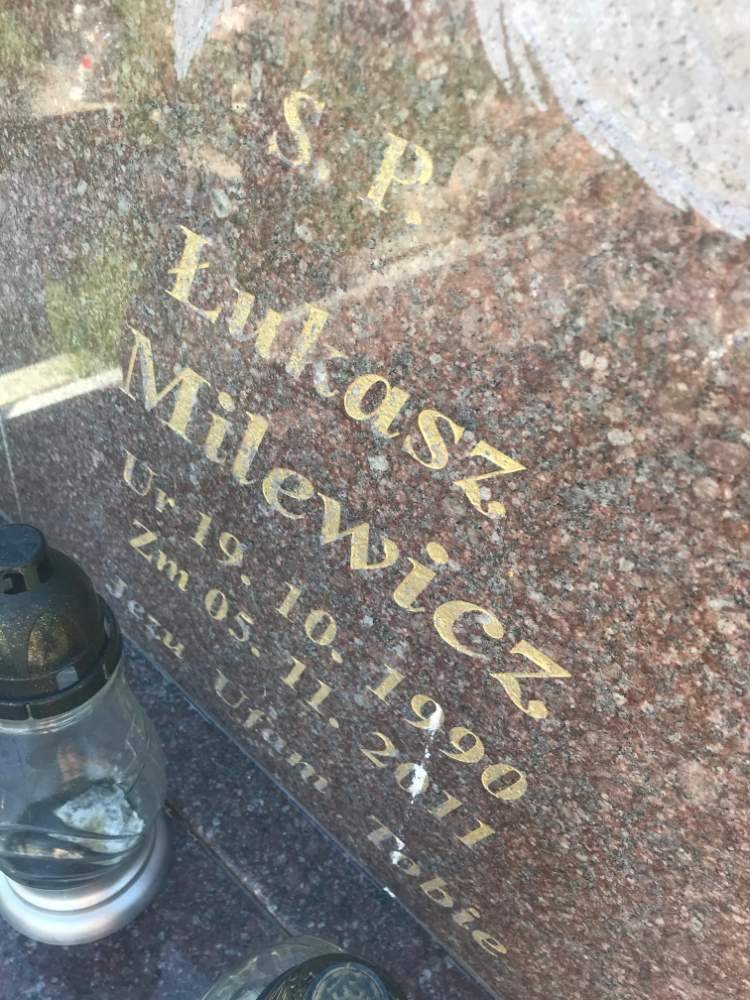 Ś. P.
Łukasz
Milewicz
Ur 19. 10. 1990
Zm 05. 11. 2011
Jezu Ufam Tobie